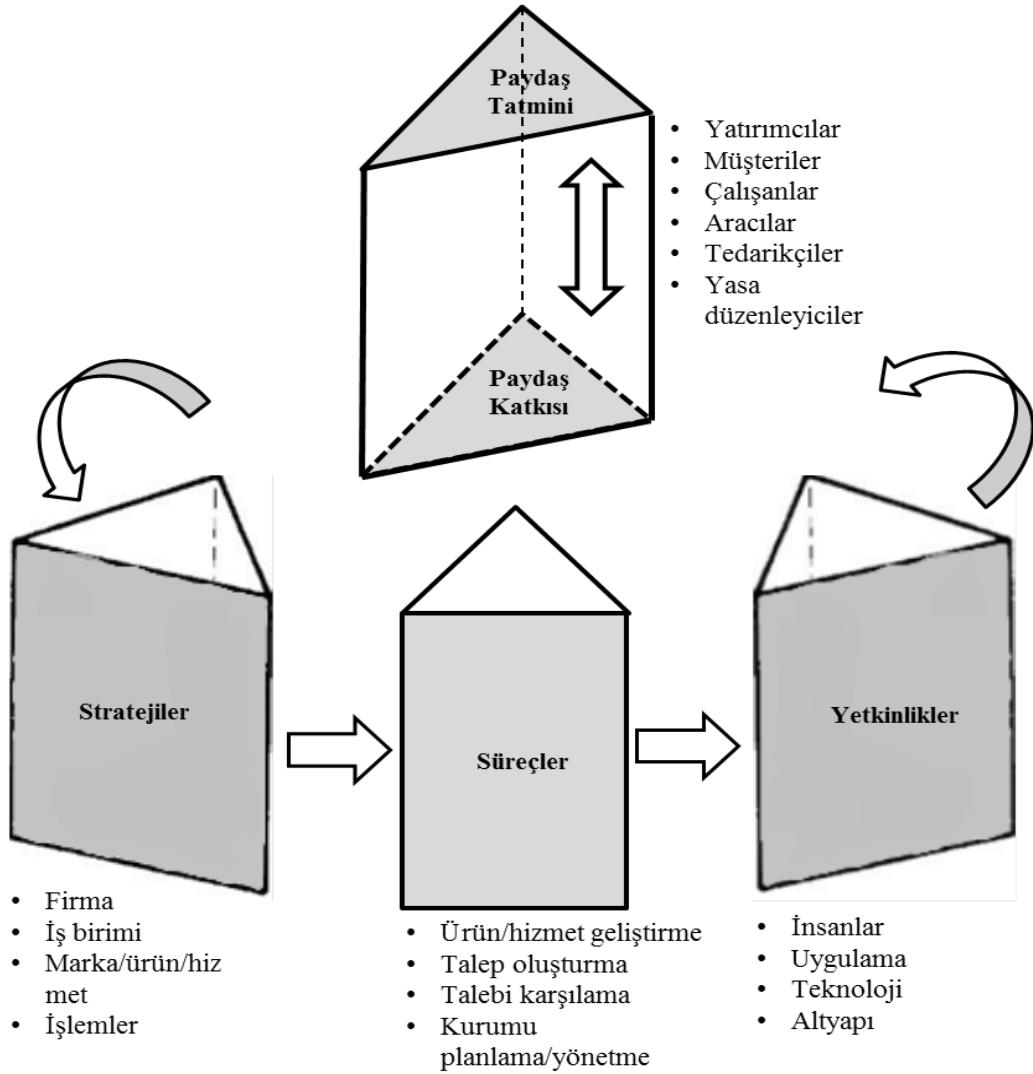 Paydaş
Tatmini
• Yatırımcılar
• Müşteriler
• Çalışanlar
• Aracılar
• Tedarikçiler
• Yasa
düzenleyiciler
Paydaş
Katkısı
Stratejiler
Süreçler
Yetkinlikler
• Firma
• İş birimi
• Marka/ürün/hiz
met
• İşlemler
• Ürün/hizmet geliştirme
• Talep oluşturma
• Talebi karşılama
• Kurumu
planlama/yönetme
• İnsanlar
• Uygulama
• Teknoloji
• Altyapı